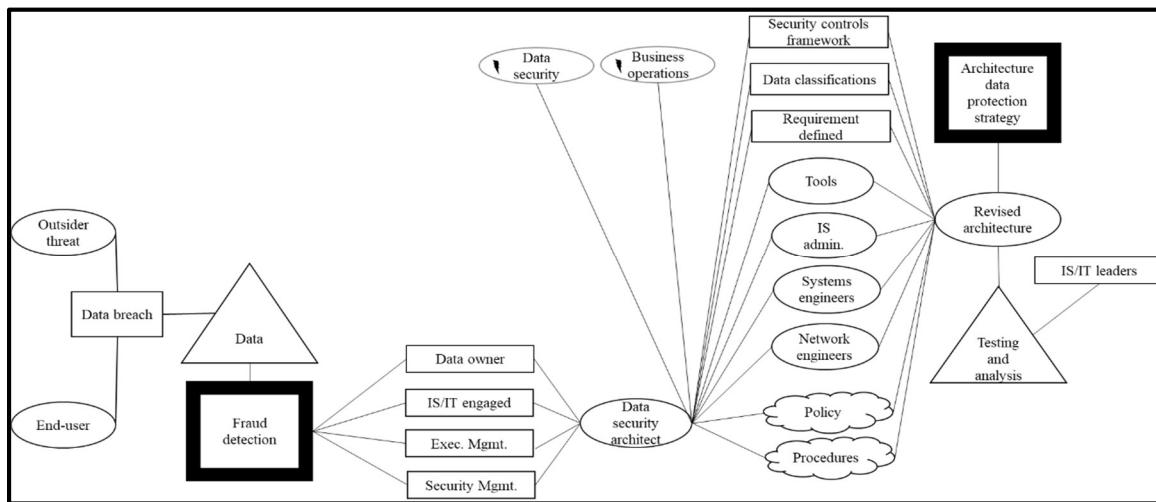 Outsider
threat
End-user
Data breach
Data
Fraud
detection
Data owner
IS/IT engaged
Exec. Mgmt.
Security Mgmt.
Data
security
Business
operations
Data
security
architect
Security controls
framework
Data classifications
Requirement
defined
Tools
IS
admin.
Systems
engineers
Network
engineers
Policy
Procedures
Architecture
data
protection
strategy
Revised
architecture
IS/IT leaders
Testing
and
analysis